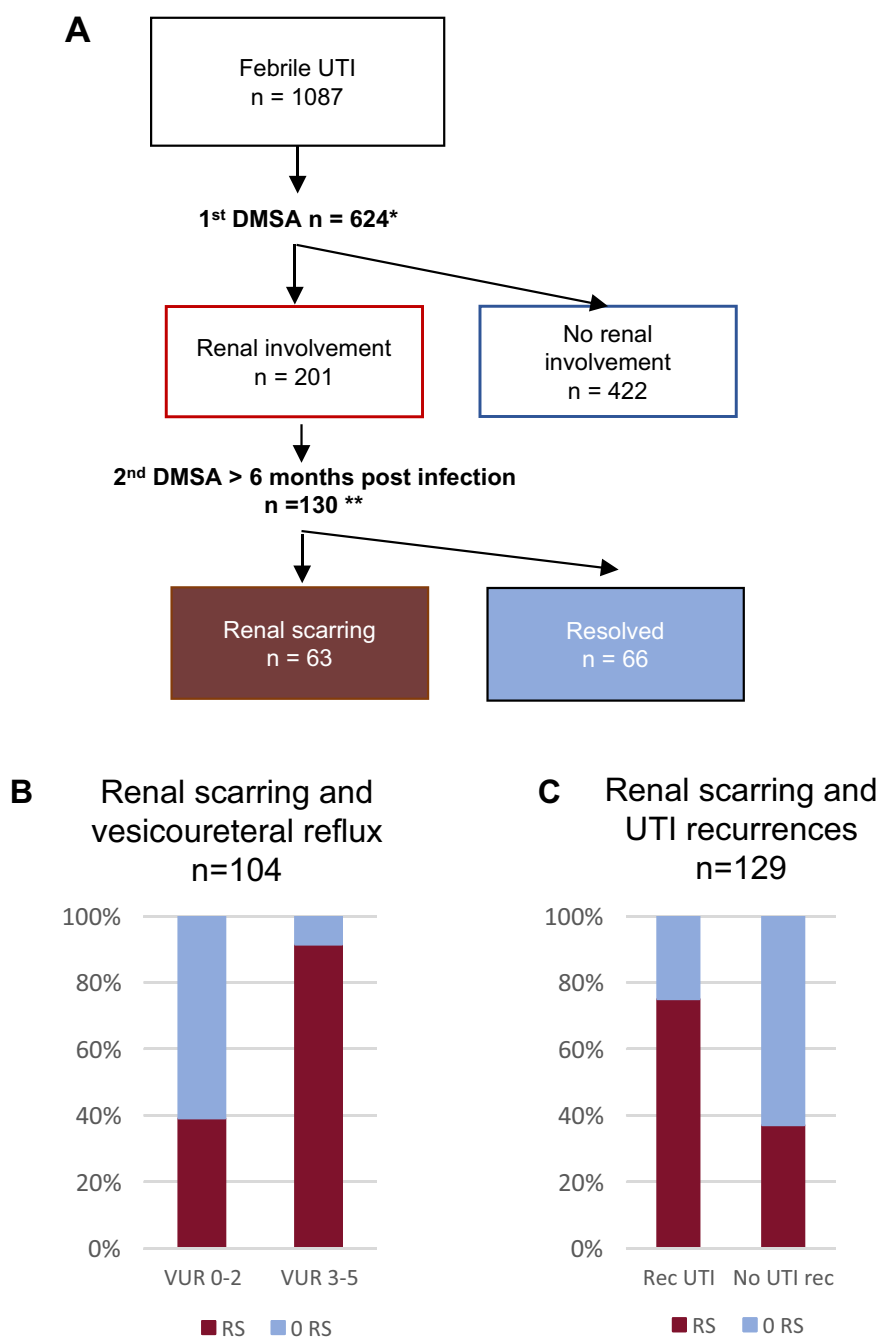 A
Febrile UTI
n = 1087
1st DMSA n = 624*
Renal involvement
n = 201
No renal
involvement
n = 422
2nd DMSA > 6 months post infection
n =130 **
Renal scarring
n = 63
Resolved
n = 66
B
Renal scarring and
vesicoureteral reflux
n=104
100%
80%
60%
40%
20%
0%
VUR 0-2
VUR 3-5
RS
0 RS
C
Renal scarring and
UTI recurrences
n=129
100%
80%
60%
40%
20%
0%
Rec UTI
No UTI rec
RS
0 RS